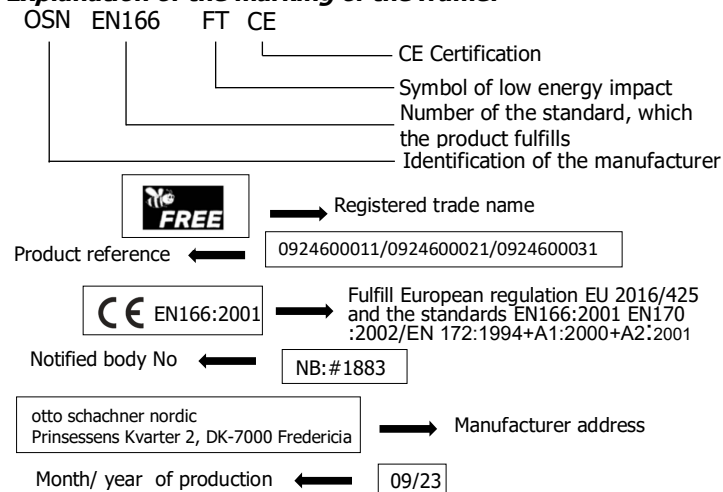 Explanation of the marking of the frame:
OSN EN166 FT CE
CE Certification
Symbol of low energy impact
Number of the standard, which
the product fulfills
Identification of the manufacturer
FREE
Registered trade name
Product reference
0924600011/0924600021/0924600031
CE EN166:2001
Fulfill European regulation EU 2016/425
and the standards EN166:2001 EN170
:2002/EN 172:1994+A1:2000+A2:2001
Notified body No
NB:#1883
otto schachner nordic
Prinsessens Kvarter 2, DK-7000 Fredericia
Manufacturer address
Month/ year of production
09/23